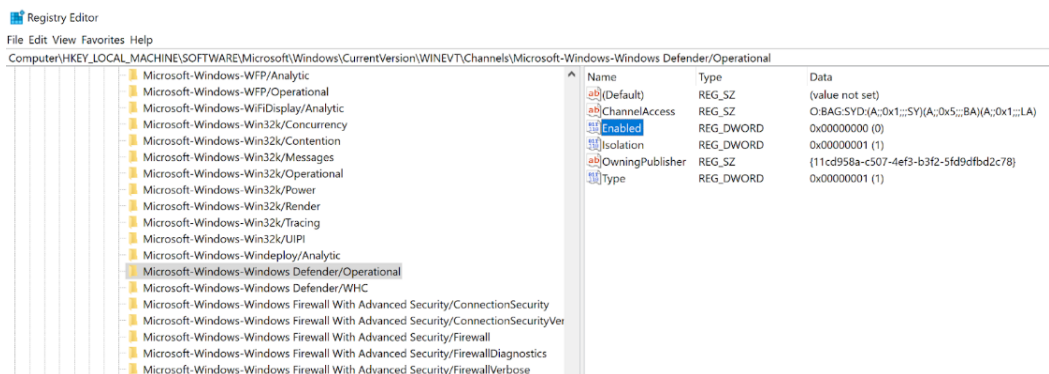 Registry Editor
File Edit View Favorites Help
Computer\HKEY_LOCAL_MACHINE\SOFTWARE\Microsoft\Windows\CurrentVersion\WINEVT\Channels\Microsoft-Windows-Windows Defender/Operational
Microsoft-Windows-WFP/Analytic
Microsoft-Windows-WFP/Operational
Microsoft-Windows-WiFiDisplay/Analytic
Microsoft-Windows-Win32k/Concurrency
Microsoft-Windows-Win32k/Contention
Microsoft-Windows-Win32k/Messages
Microsoft-Windows-Win32k/Operational
Microsoft-Windows-Win32k/Power
Microsoft-Windows-Win32k/Render
Microsoft-Windows-Win32k/Tracing
Microsoft-Windows-Win32k/UIPI
Microsoft-Windows-Windeploy/Analytic
Microsoft-Windows-Windows Defender/Operational
Microsoft-Windows-Windows Defender/WHC
Microsoft-Windows-Windows Firewall With Advanced Security/ConnectionSecurity
Microsoft-Windows-Windows Firewall With Advanced Security/ConnectionSecurityVer
Microsoft-Windows-Windows Firewall With Advanced Security/Firewall
Microsoft-Windows-Windows Firewall With Advanced Security/FirewallDiagnostics
Microsoft-Windows-Windows Firewall With Advanced Security/FirewallVerbose
Name Type Data
(Default) REG_SZ (value not set)
ChannelAccess REG_SZ O:BAG:SYD:(A;;0x1;;;SY)(A;;0x5;;;BA)(A;;0x1;;;LA)
Enabled REG_DWORD 0x00000000 (0)
Isolation REG_DWORD 0x00000001 (1)
OwningPublisher REG_SZ {11cd958a-c507-4ef3-b3f2-5fd9dfbd2c78}
Type REG_DWORD 0x00000001 (1)